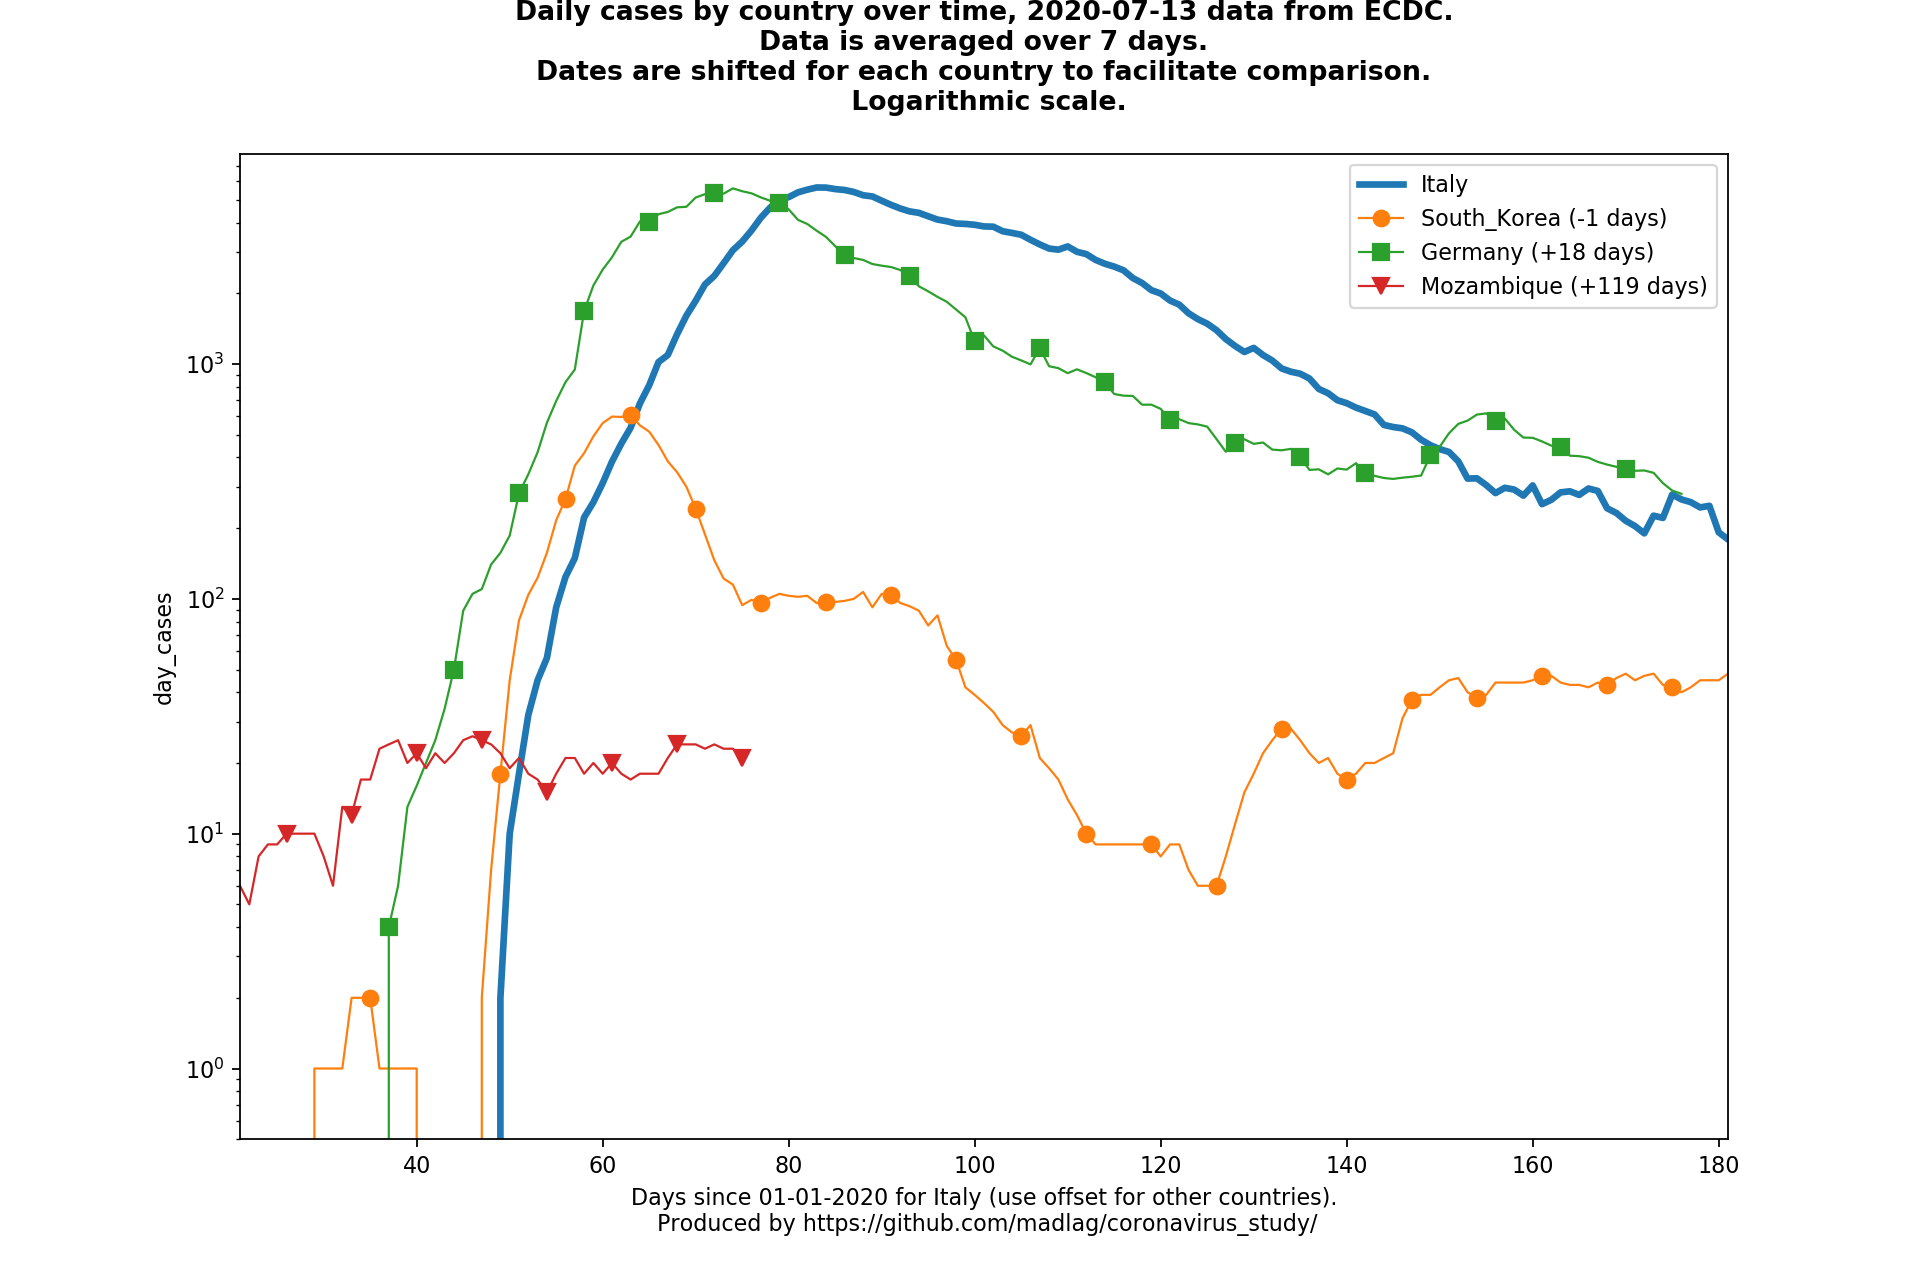 Daily cases by country over time, 2020-07-13 data from ECDC.
Data is averaged over 7 days.
Dates are shifted for each country to facilitate comparison.
Logarithmic scale.
Italy
South_Korea (-1 days)
Germany (+18 days)
Mozambique (+119 days)
10³
10²
10¹
10⁰
day_cases
40 60 80 100 120 140 160 180
Days since 01-01-2020 for Italy (use offset for other countries).
Produced by https://github.com/madlag/coronavirus_study/